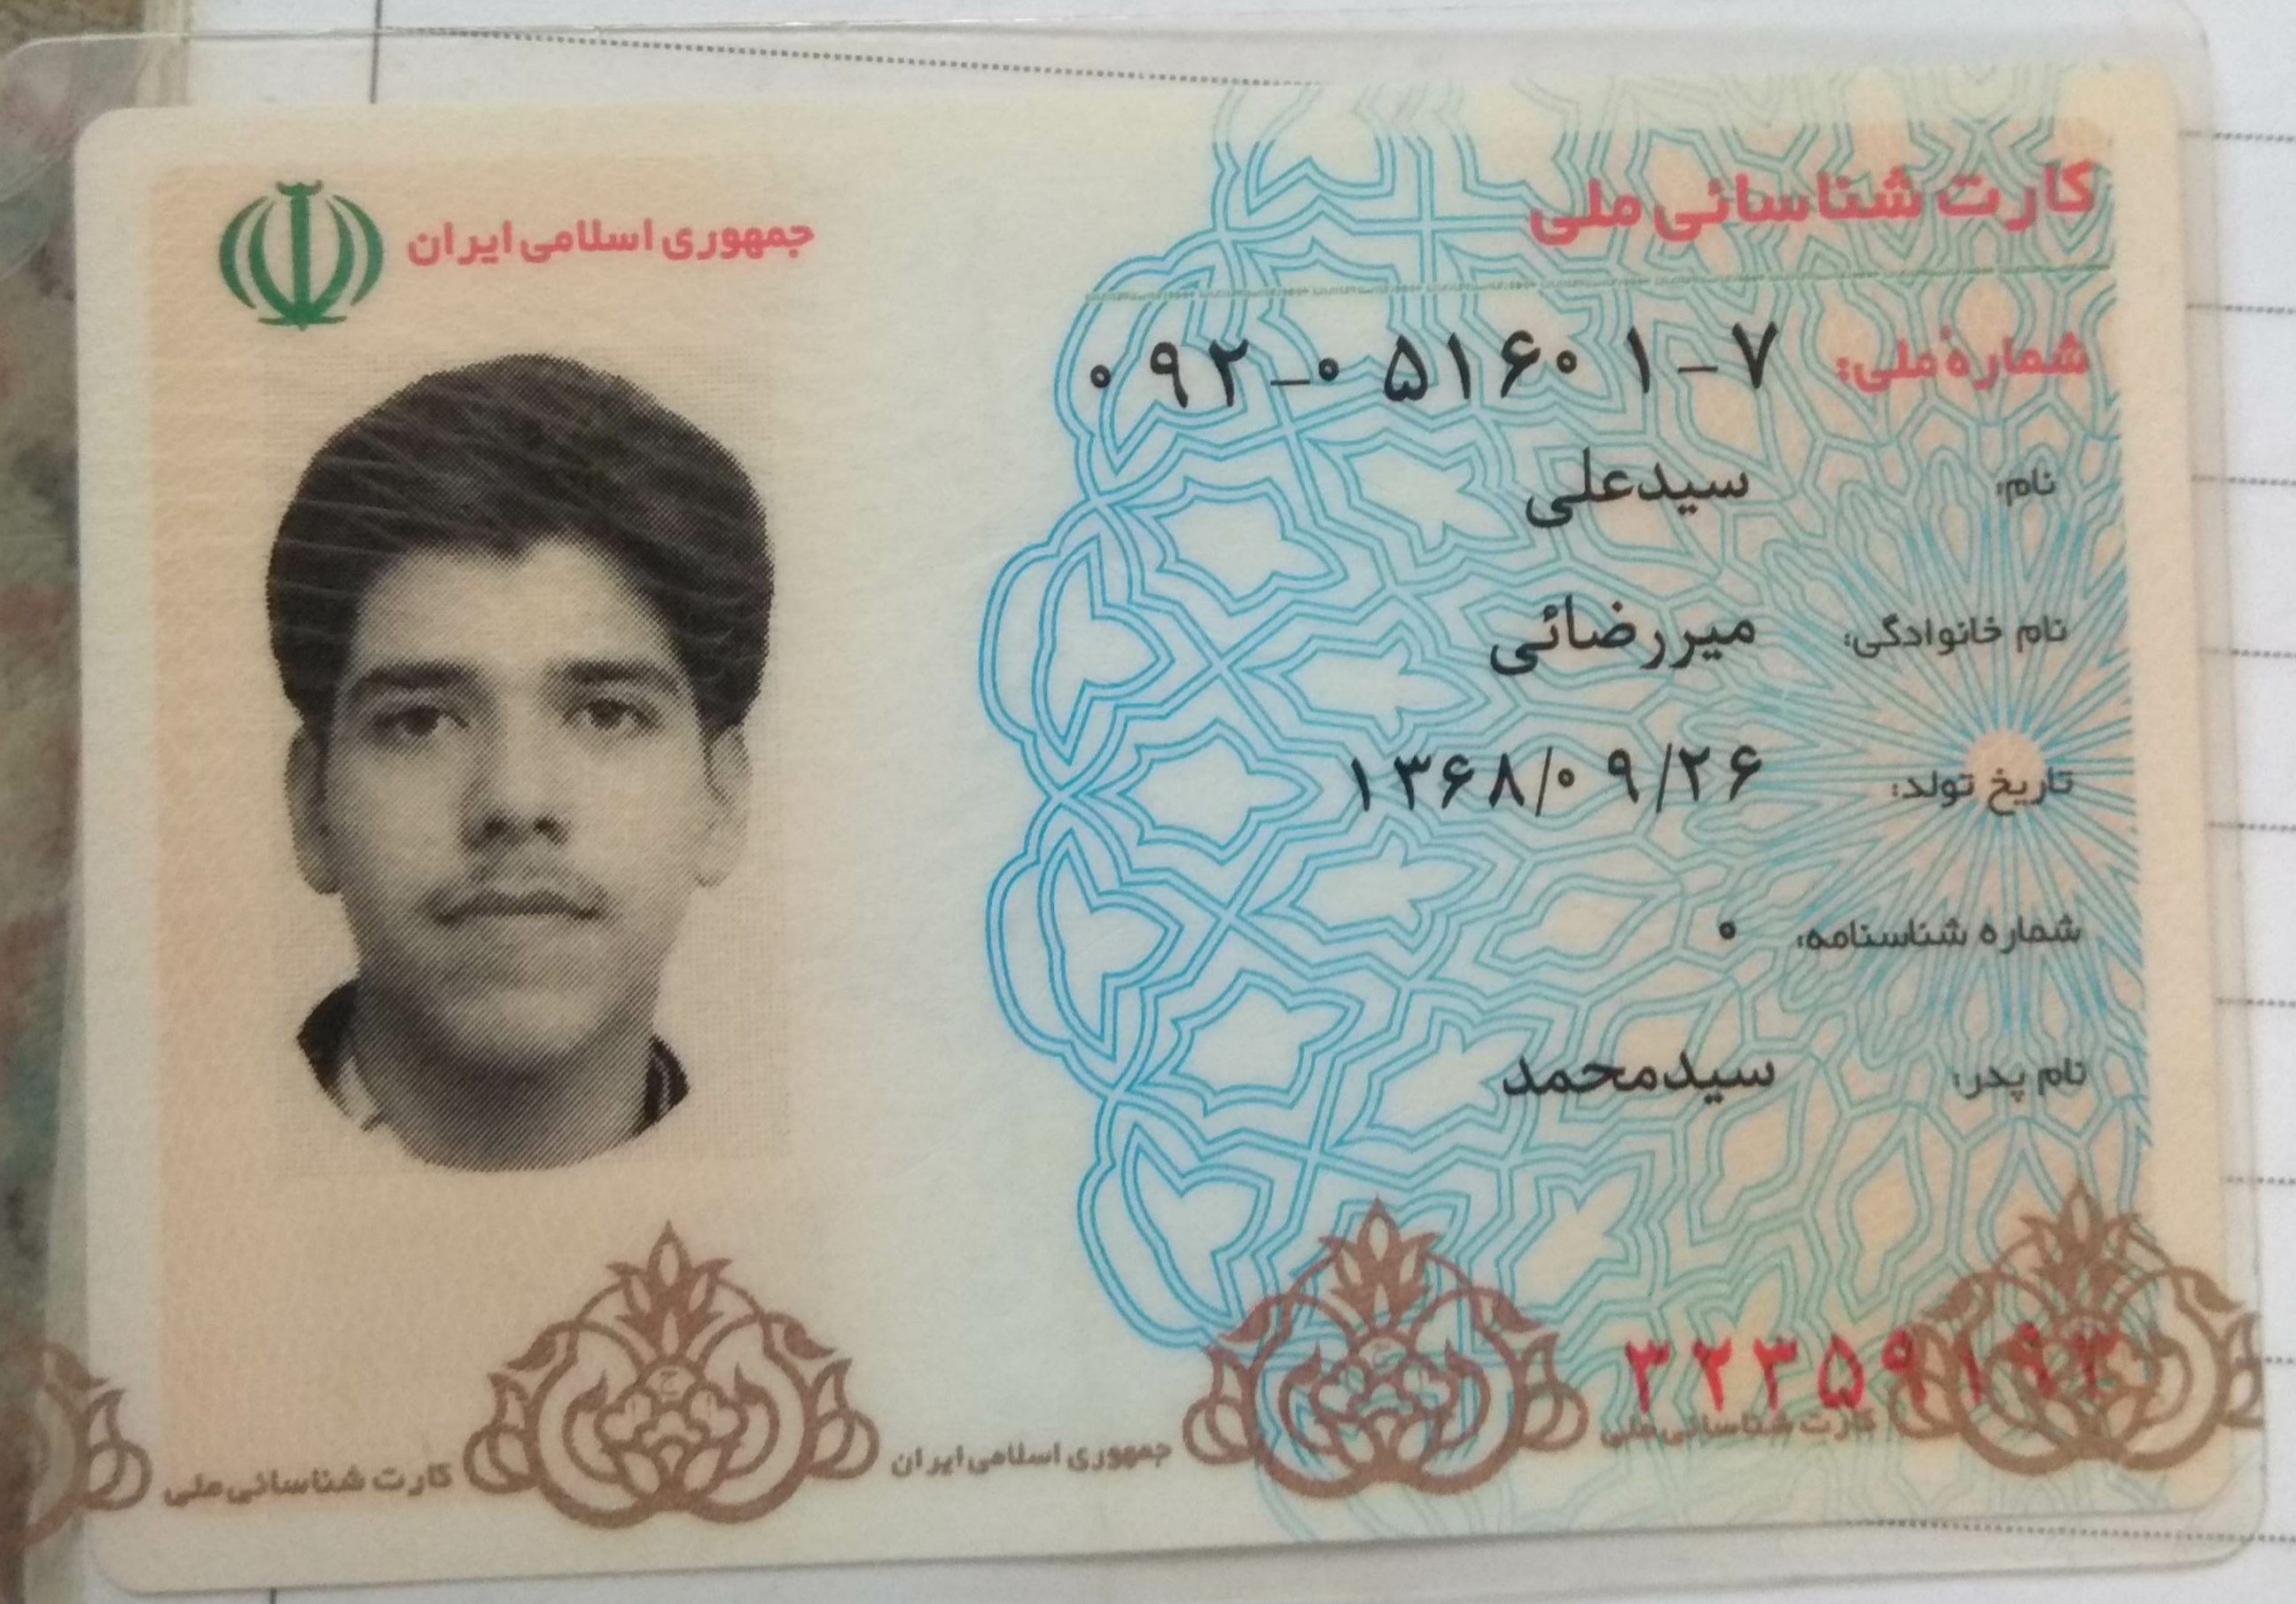 جمهوری اسلامی ایران
کارت شناسائی ملی
شماره ملی: ۰۹۲-۰۵۱۶۰۱-۷
نام: سیدعلی
نام خانوادگی: میررضائی
تاریخ تولد: ۱۳۶۸/۰۹/۲۶
شماره شناسنامه: ۰
نام پدر: سیدمحمد
۳۲۳۵۹۱۹۳
کارت شناسائی ملی
جمهوری اسلامی ایران
کارت شناسائی ملی